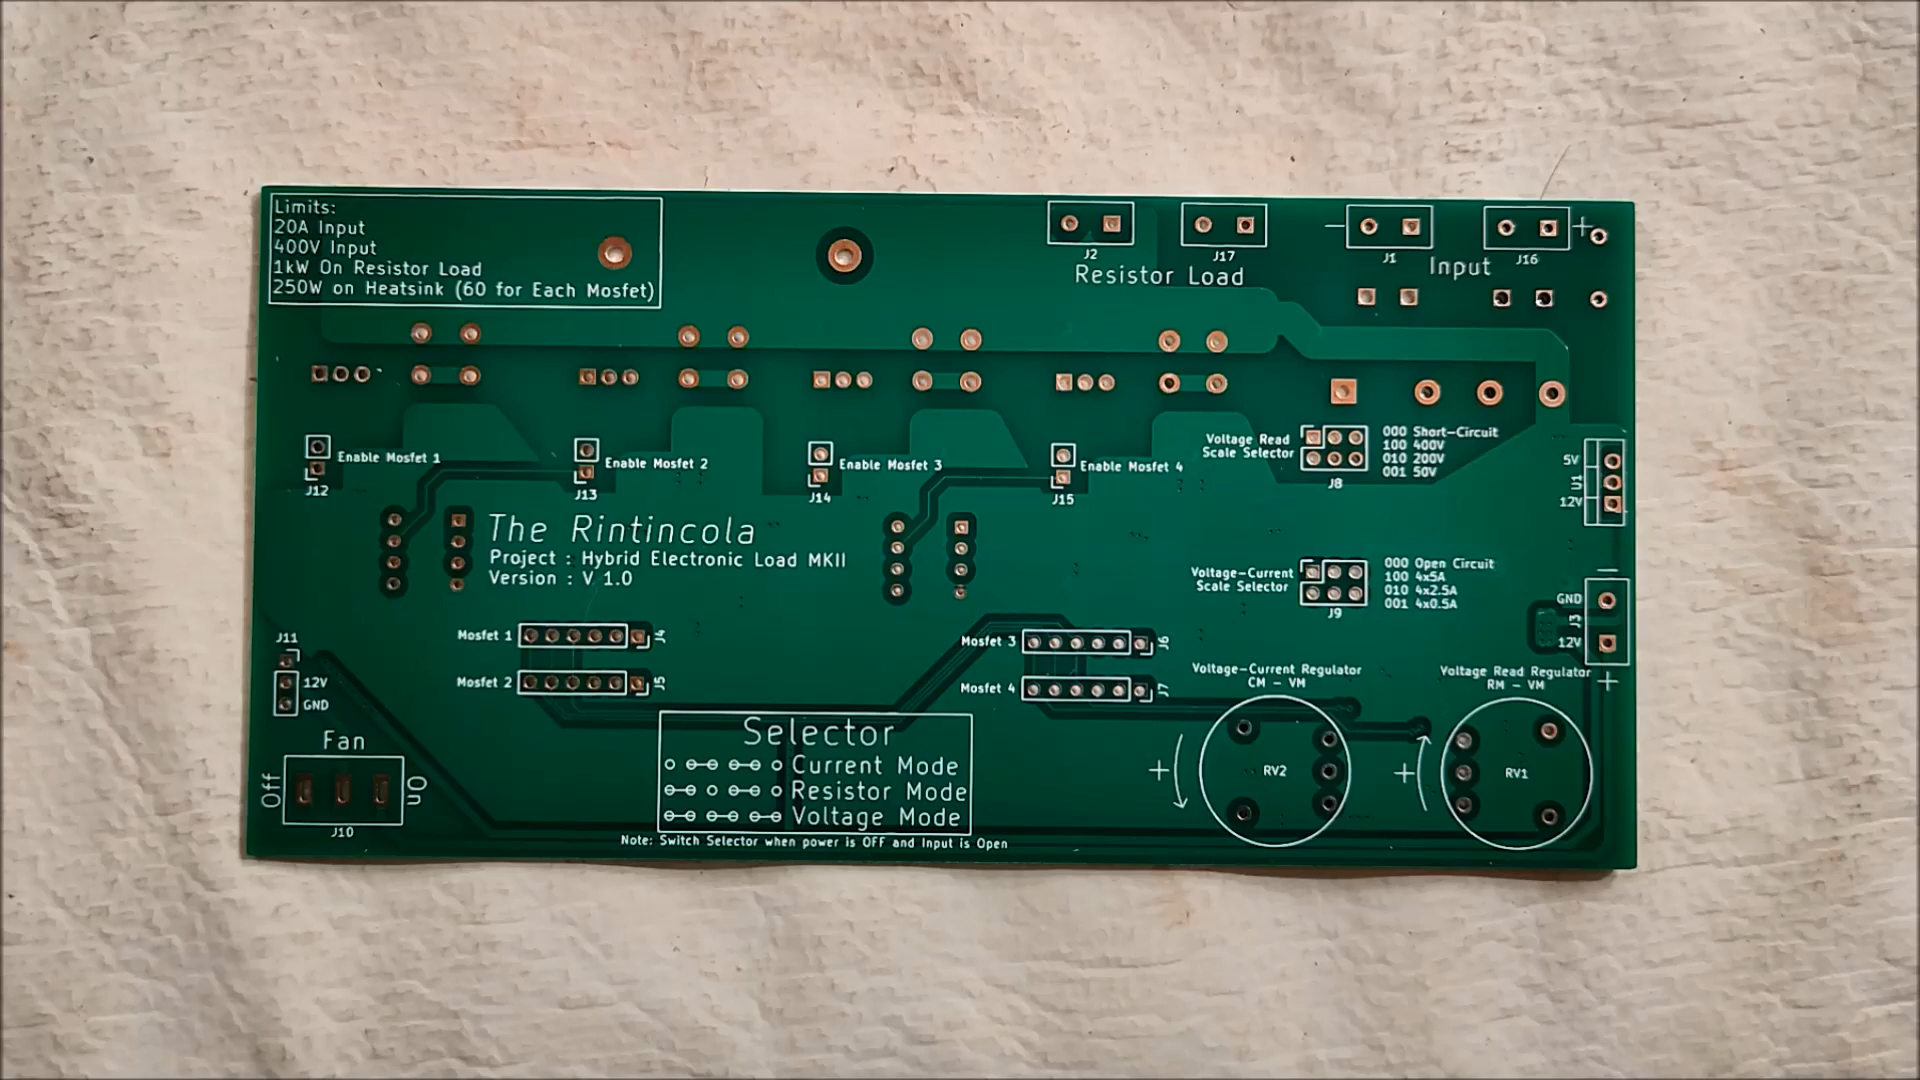 Limits:
20A Input
400V Input
1kW On Resistor Load
250W on Heatsink (60 for Each Mosfet)
J2
J17
Resistor Load
−
J1
Input
J16
+
Enable Mosfet 1
J12
Enable Mosfet 2
J13
Enable Mosfet 3
J14
Enable Mosfet 4
J15
Voltage Read
Scale Selector
J8
000 Short-Circuit
100 400V
010 200V
001 50V
5V
U1
12V
The Rintincola
Project : Hybrid Electronic Load MKII
Version : V 1.0
Voltage-Current
Scale Selector
J9
000 Open Circuit
100 4x5A
010 4x2.5A
001 4x0.5A
−
GND
J3
12V
+
J11
12V
GND
Mosfet 1
J4
Mosfet 2
J5
Mosfet 3
J6
Mosfet 4
J7
Voltage-Current Regulator
CM - VM
RV2
+
Voltage Read Regulator
RM - VM
RV1
+
Fan
Off
On
J10
Selector
Current Mode
Resistor Mode
Voltage Mode
Note: Switch Selector when power is OFF and Input is Open